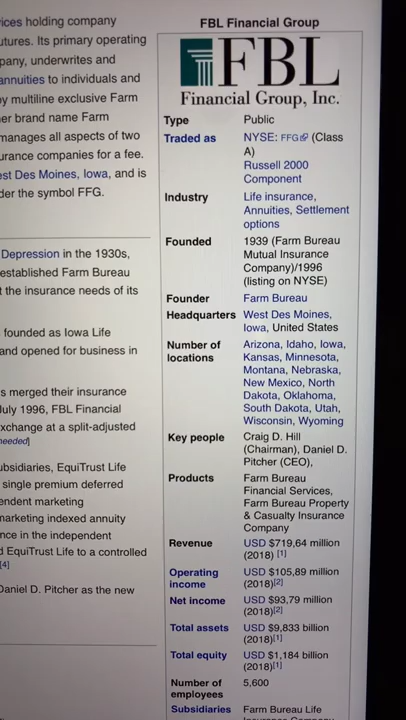 ices holding company
utures. Its primary operating
pany, underwrites and
annuities to individuals and
by multiline exclusive Farm
er brand name Farm
manages all aspects of two
urance companies for a fee.
est Des Moines, Iowa, and is
der the symbol FFG.
Depression in the 1930s,
established Farm Bureau
t the insurance needs of its
founded as Iowa Life
and opened for business in
s merged their insurance
July 1996, FBL Financial
xchange at a split-adjusted
needed]
ubsidiaries, EquiTrust Life
single premium deferred
endent marketing
marketing indexed annuity
nce in the independent
d EquiTrust Life to a controlled
[4]
Daniel D. Pitcher as the new
FBL Financial Group
FBL
Financial Group, Inc.
Type Public
Traded as NYSE: FFG (Class
A)
Russell 2000
Component
Industry Life insurance,
Annuities, Settlement
options
Founded 1939 (Farm Bureau
Mutual Insurance
Company)/1996
(listing on NYSE)
Founder Farm Bureau
Headquarters West Des Moines,
Iowa, United States
Number of Arizona, Idaho, Iowa,
locations Kansas, Minnesota,
Montana, Nebraska,
New Mexico, North
Dakota, Oklahoma,
South Dakota, Utah,
Wisconsin, Wyoming
Key people Craig D. Hill
(Chairman), Daniel D.
Pitcher (CEO),
Products Farm Bureau
Financial Services,
Farm Bureau Property
& Casualty Insurance
Company
Revenue USD $719,64 million
(2018) [1]
Operating USD $105,89 million
income (2018)[2]
Net income USD $93,79 million
(2018)[2]
Total assets USD $9,833 billion
(2018)[1]
Total equity USD $1,184 billion
(2018)[1]
Number of 5,600
employees
Subsidiaries Farm Bureau Life
Insurance Company